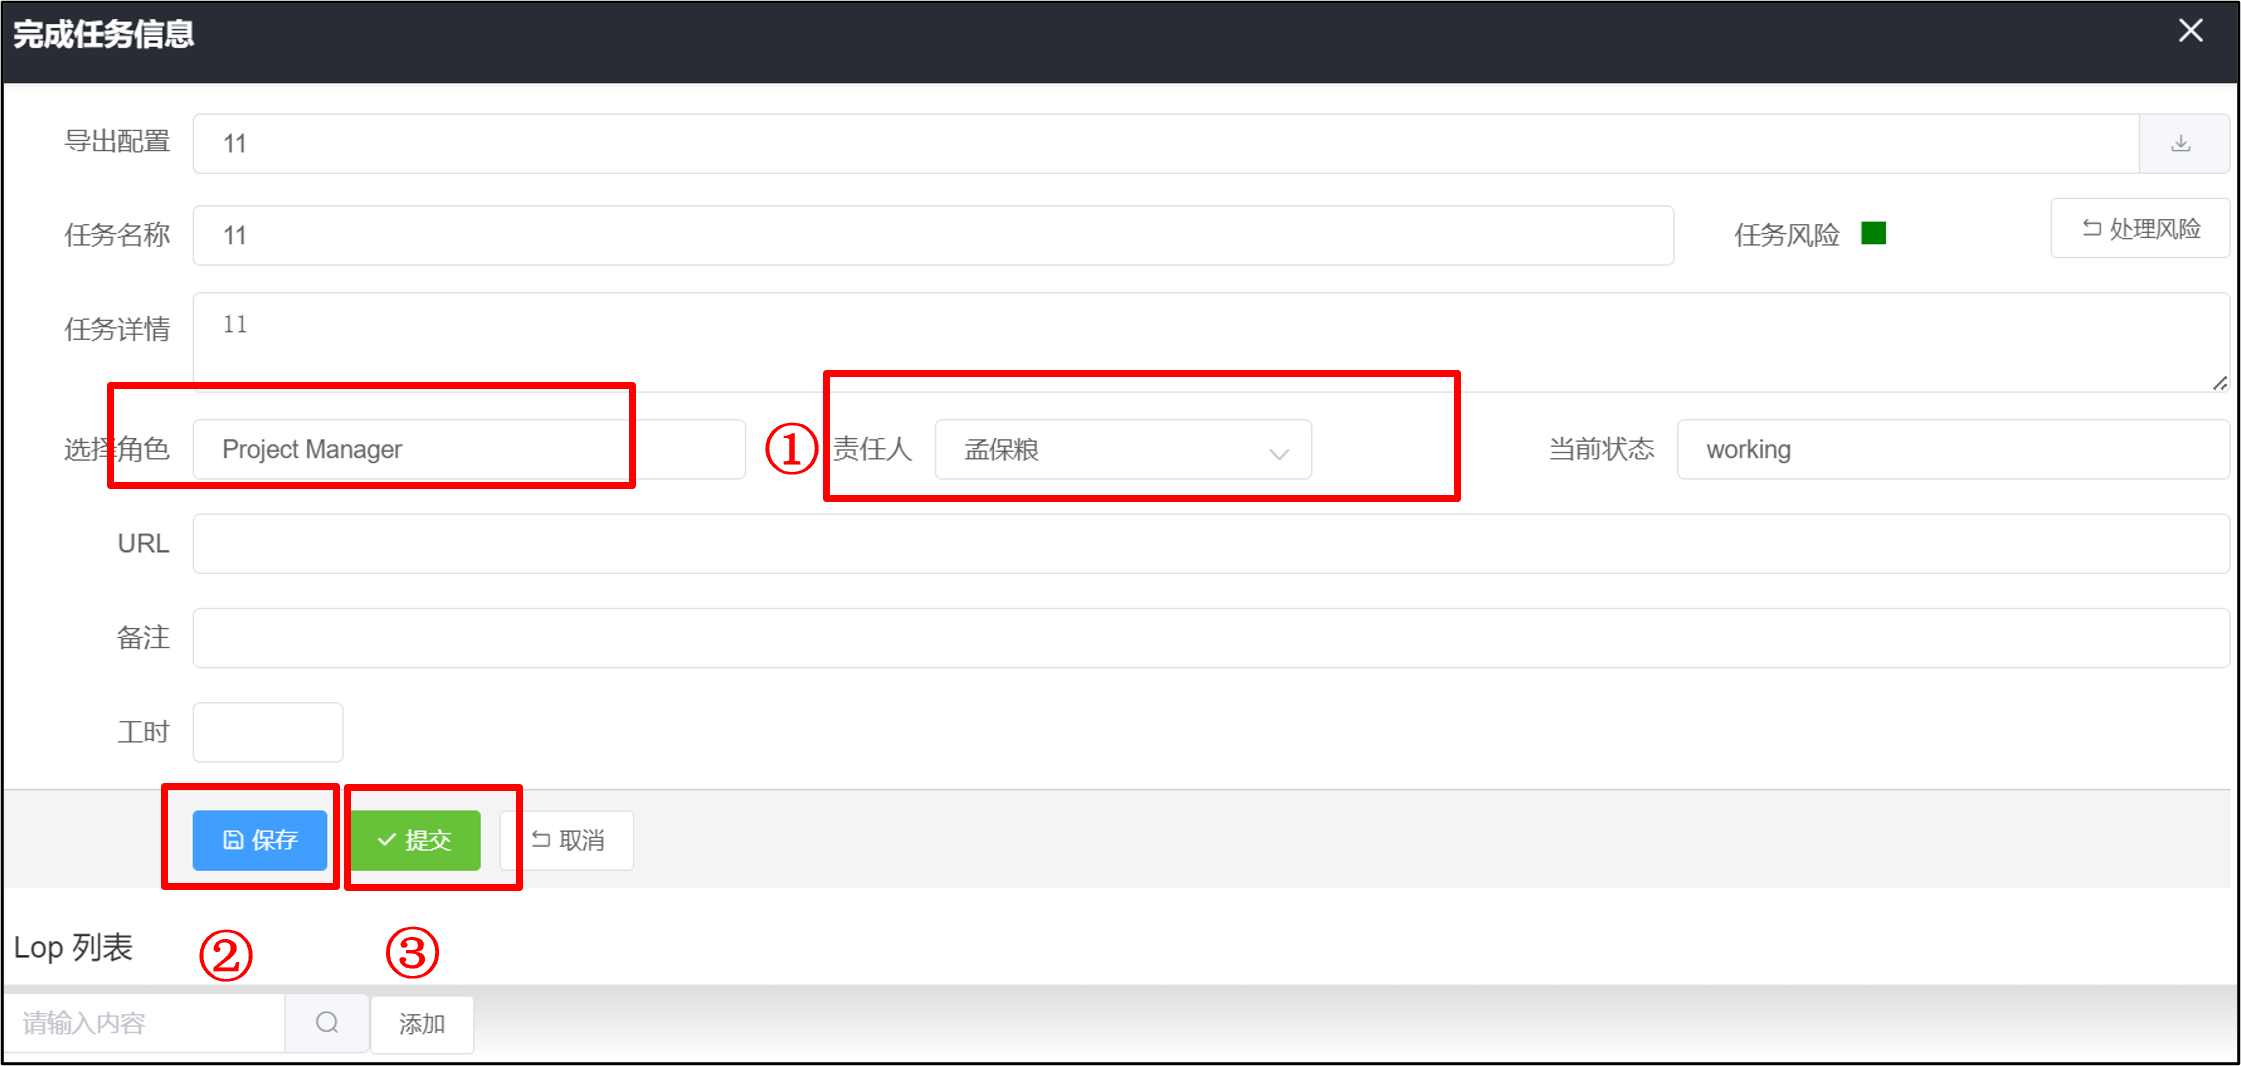 完成任务信息
导出配置 11
任务名称 11 任务风险 处理风险
任务详情 11
选择角色 Project Manager ① 责任人 孟保粮 当前状态 working
URL
备注
工时
保存 提交 取消
② ③
Lop 列表
请输入内容 添加